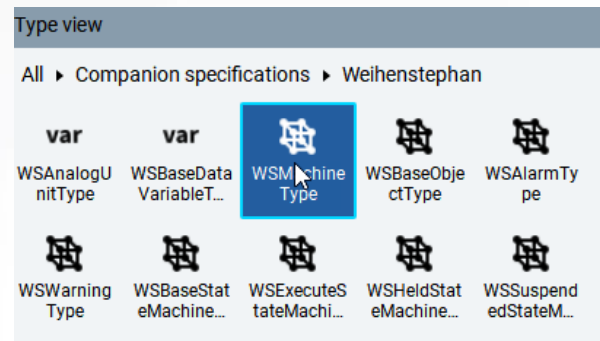 Type view
All ▸ Companion specifications ▸ Weihenstephan
var var
WSAnalogU WSBaseData WSMachine WSBaseObje WSAlarmTy
nitType VariableT... Type ctType pe
WSWarning WSBaseStat WSExecuteS WSHeldStat WSSuspend
Type eMachine... tateMachi... eMachine... edStateM...